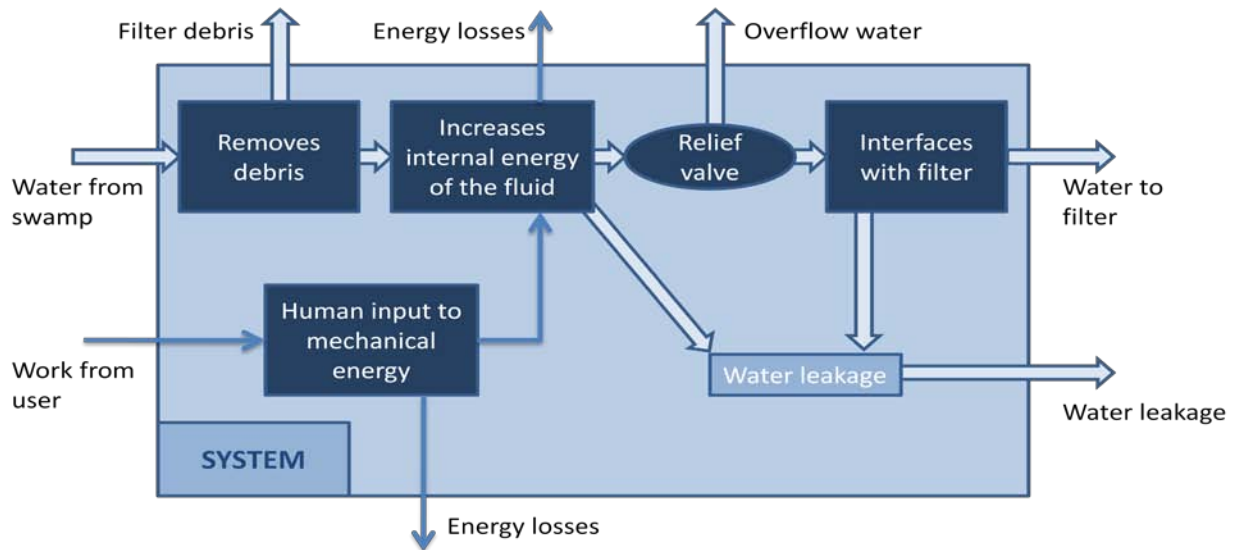 Filter debris
Energy losses
Overflow water
Removes
debris
Increases
internal energy
of the fluid
Relief
valve
Interfaces
with filter
Water from
swamp
Water to
filter
Human input to
mechanical
energy
Work from
user
Water leakage
Water leakage
SYSTEM
Energy losses